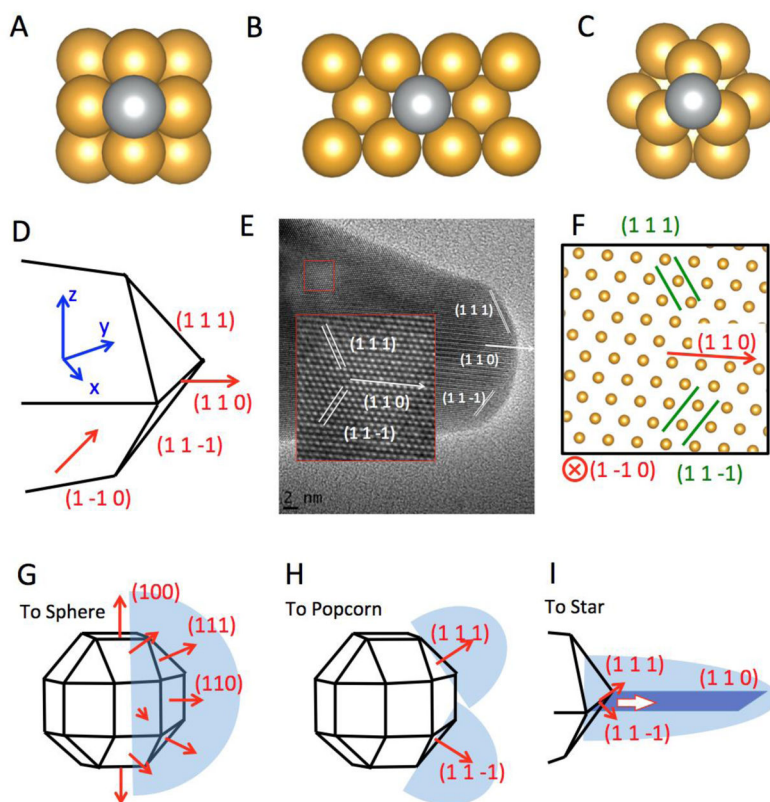 A
B
C
D
z
y
x
(1 1 1)
(1 1 0)
(1 1 -1)
(1 -1 0)
E
(1 1 1)
(1 1 0)
(1 1 -1)
(1 1 1)
(1 1 0)
(1 1 -1)
2 nm
F
(1 1 1)
(1 1 0)
(1 -1 0)
(1 1 -1)
G
To Sphere
(100)
(111)
(110)
H
To Popcorn
(1 1 1)
(1 1 -1)
I
To Star
(1 1 1)
(1 1 0)
(1 1 -1)